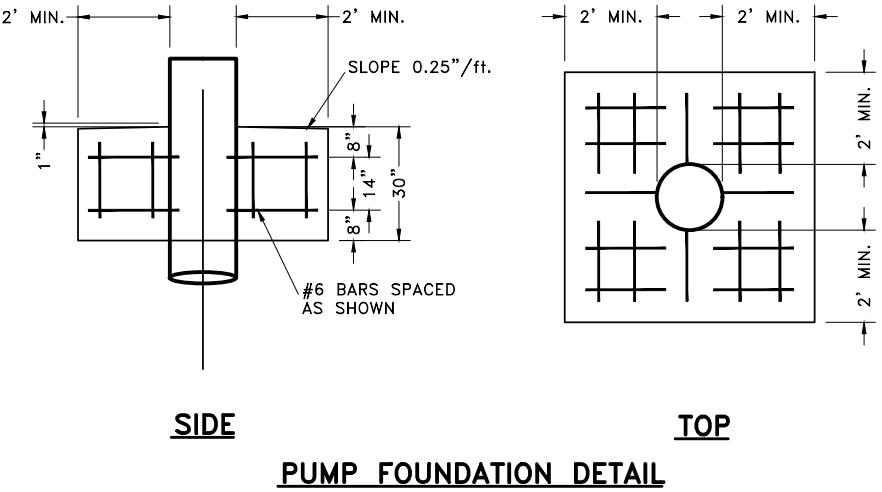 2' MIN.
2' MIN.
SLOPE 0.25"/ft.
1"
8"
14"
30"
8"
#6 BARS SPACED
AS SHOWN
SIDE
2' MIN.
2' MIN.
2' MIN.
2' MIN.
TOP
PUMP FOUNDATION DETAIL